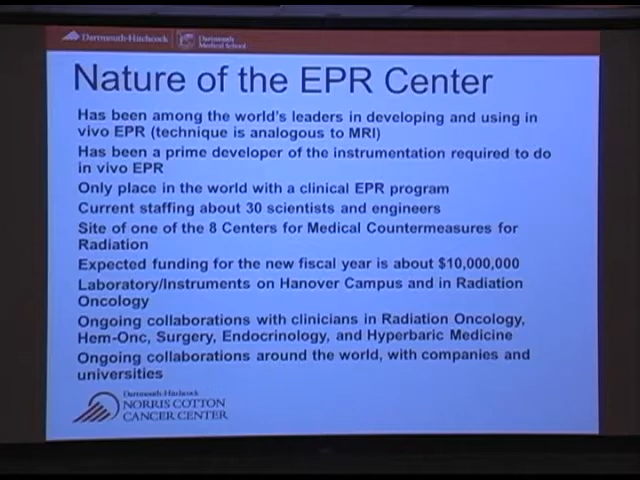 Dartmouth-Hitchcock
Dartmouth
Medical School
Nature of the EPR Center
Has been among the world's leaders in developing and using in
vivo EPR (technique is analogous to MRI)
Has been a prime developer of the instrumentation required to do
in vivo EPR
Only place in the world with a clinical EPR program
Current staffing about 30 scientists and engineers
Site of one of the 8 Centers for Medical Countermeasures for
Radiation
Expected funding for the new fiscal year is about $10,000,000
Laboratory/Instruments on Hanover Campus and in Radiation
Oncology
Ongoing collaborations with clinicians in Radiation Oncology,
Hem-Onc, Surgery, Endocrinology, and Hyperbaric Medicine
Ongoing collaborations around the world, with companies and
universities
Dartmouth-Hitchcock
NORRIS COTTON
CANCER CENTER